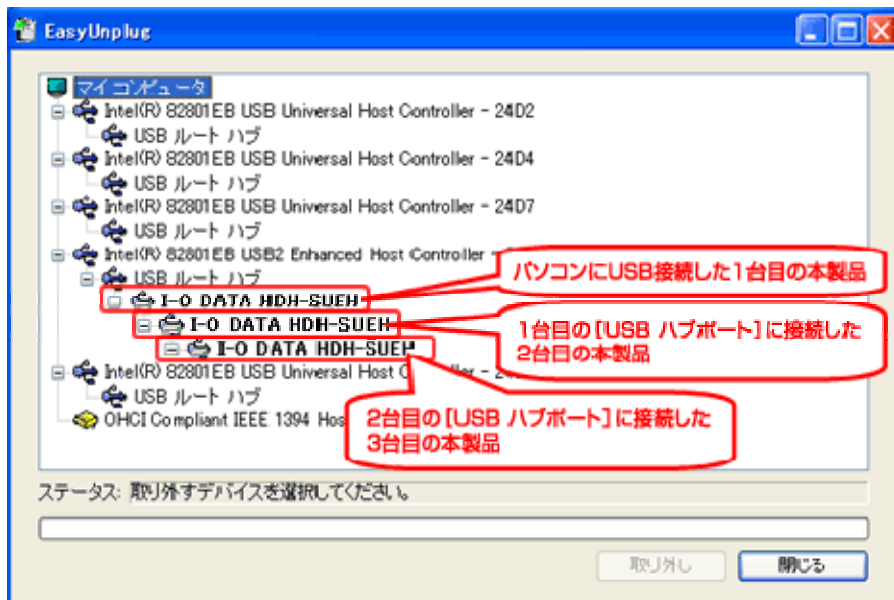 EasyUnplug
マイ コンピュータ
Intel(R) 82801EB USB Universal Host Controller - 24D2
USB ルート ハブ
Intel(R) 82801EB USB Universal Host Controller - 24D4
USB ルート ハブ
Intel(R) 82801EB USB Universal Host Controller - 24D7
USB ルート ハブ
Intel(R) 82801EB USB2 Enhanced Host Controller -
USB ルート ハブ
パソコンにUSB接続した1台目の本製品
I-O DATA HDH-SUEH
I-O DATA HDH-SUEH
1台目の[USB ハブポート]に接続した
2台目の本製品
I-O DATA HDH-SUEH
Intel(R) 82801EB USB Universal Host
USB ルート ハブ
OHCI Compliant IEEE 1394
2台目の[USB ハブポート]に接続した
3台目の本製品
ステータス: 取り外すデバイスを選択してください。
取り外し
閉じる